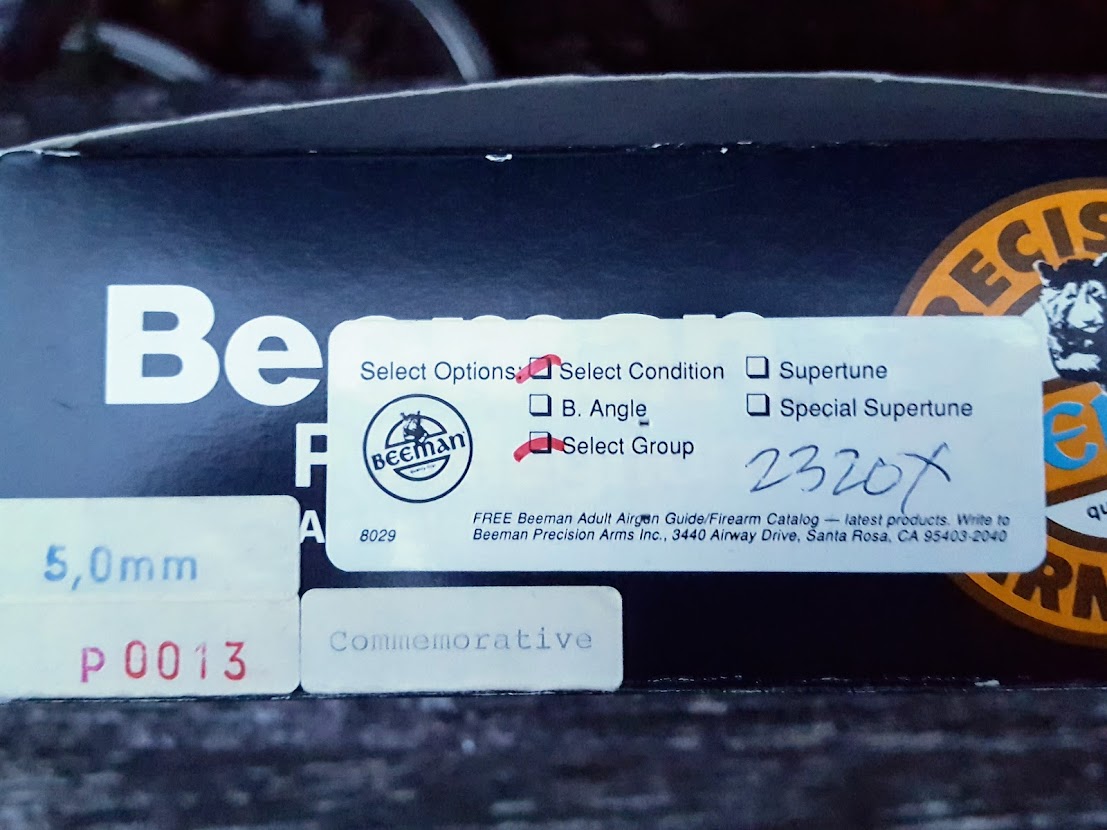 Be
P
A
Select Options: Select Condition Supertune
B. Angle Special Supertune
Select Group
2320X
BEEMAN
8029
FREE Beeman Adult Airgun Guide/Firearm Catalog — latest products. Write to
Beeman Precision Arms Inc., 3440 Airway Drive, Santa Rosa, CA 95403-2040
5,0mm
p0013
Commemorative
RECIS